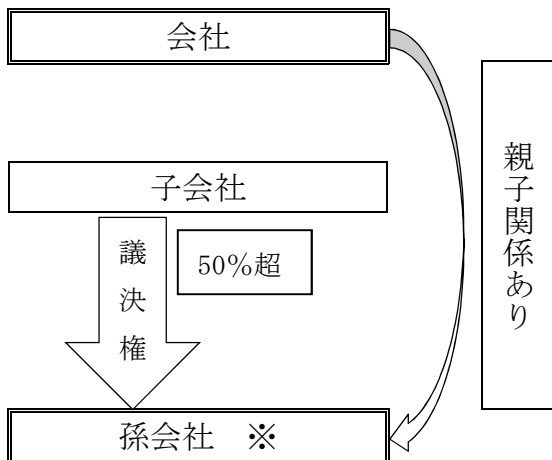 会社
子会社
議決権
50%超
孫会社 ※
親子関係あり